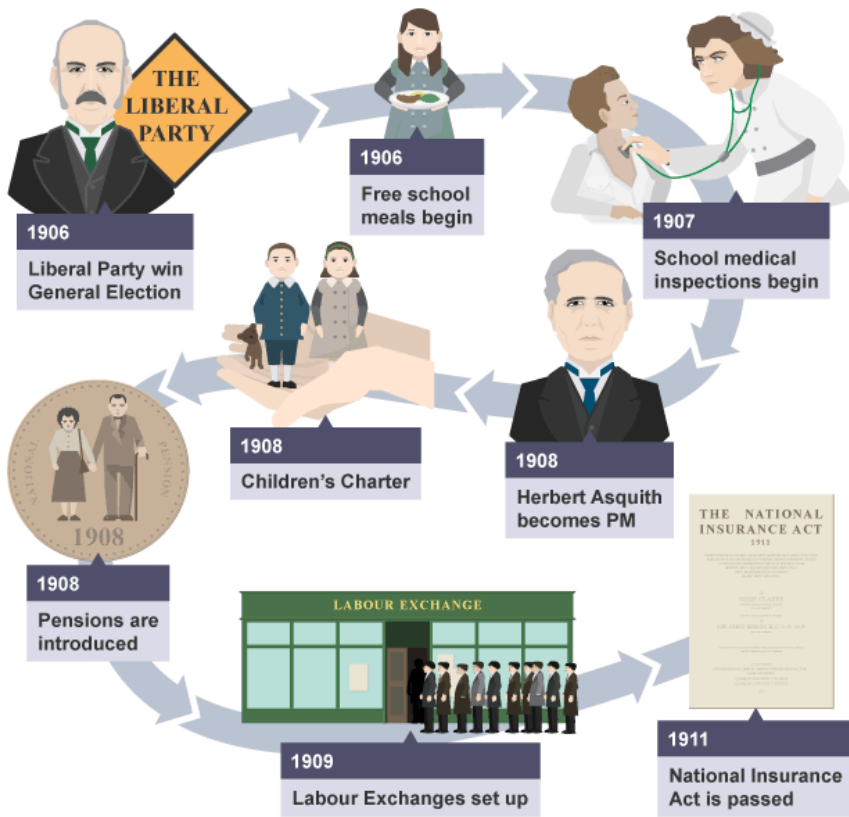 THE
LIBERAL
PARTY
1906
Liberal Party win
General Election
1906
Free school
meals begin
1907
School medical
inspections begin
1908
Herbert Asquith
becomes PM
1908
Children's Charter
NATIONAL
PENSION
1908
1908
Pensions are
introduced
LABOUR EXCHANGE
1909
Labour Exchanges set up
THE NATIONAL
INSURANCE ACT
1911
1911
National Insurance
Act is passed